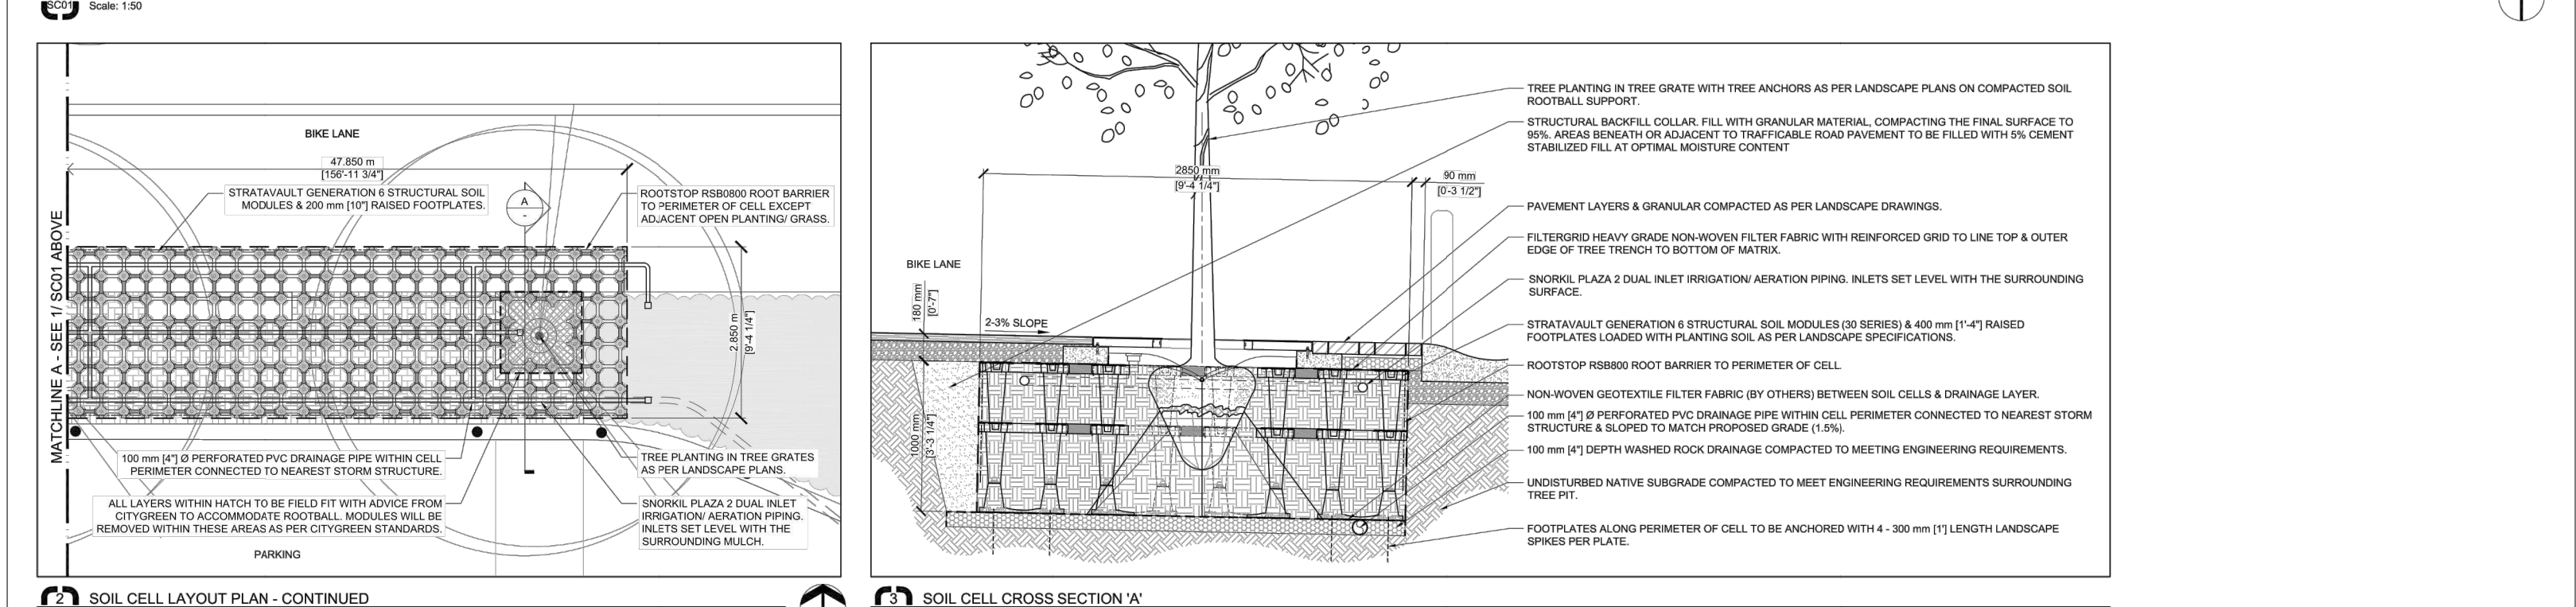 SC01
Scale: 1:50
BIKE LANE
47.850 m
[156'-11 3/4"]
STRATAVAULT GENERATION 6 STRUCTURAL SOIL
MODULES & 200 mm [10"] RAISED FOOTPLATES.
A
-
ROOTSTOP RSB0800 ROOT BARRIER
TO PERIMETER OF CELL EXCEPT
ADJACENT OPEN PLANTING/ GRASS.
MATCHLINE A - SEE 1/ SC01 ABOVE
2.850 m
[9'-4 1/4"]
100 mm [4"] Ø PERFORATED PVC DRAINAGE PIPE WITHIN CELL
PERIMETER CONNECTED TO NEAREST STORM STRUCTURE.
TREE PLANTING IN TREE GRATES
AS PER LANDSCAPE PLANS.
ALL LAYERS WITHIN HATCH TO BE FIELD FIT WITH ADVICE FROM
CITYGREEN TO ACCOMMODATE ROOTBALL. MODULES WILL BE
REMOVED WITHIN THESE AREAS AS PER CITYGREEN STANDARDS.
SNORKIL PLAZA 2 DUAL INLET
IRRIGATION/ AERATION PIPING.
INLETS SET LEVEL WITH THE
SURROUNDING MULCH.
PARKING
2
SOIL CELL LAYOUT PLAN - CONTINUED
TREE PLANTING IN TREE GRATE WITH TREE ANCHORS AS PER LANDSCAPE PLANS ON COMPACTED SOIL
ROOTBALL SUPPORT.
STRUCTURAL BACKFILL COLLAR. FILL WITH GRANULAR MATERIAL, COMPACTING THE FINAL SURFACE TO
95%. AREAS BENEATH OR ADJACENT TO TRAFFICABLE ROAD PAVEMENT TO BE FILLED WITH 5% CEMENT
STABILIZED FILL AT OPTIMAL MOISTURE CONTENT
2850 mm
[9'-4 1/4"]
90 mm
[0'-3 1/2"]
PAVEMENT LAYERS & GRANULAR COMPACTED AS PER LANDSCAPE DRAWINGS.
FILTERGRID HEAVY GRADE NON-WOVEN FILTER FABRIC WITH REINFORCED GRID TO LINE TOP & OUTER
EDGE OF TREE TRENCH TO BOTTOM OF MATRIX.
BIKE LANE
180 mm
[0'-7"]
SNORKIL PLAZA 2 DUAL INLET IRRIGATION/ AERATION PIPING. INLETS SET LEVEL WITH THE SURROUNDING
SURFACE.
2-3% SLOPE
STRATAVAULT GENERATION 6 STRUCTURAL SOIL MODULES (30 SERIES) & 400 mm [1'-4"] RAISED
FOOTPLATES LOADED WITH PLANTING SOIL AS PER LANDSCAPE SPECIFICATIONS.
ROOTSTOP RSB800 ROOT BARRIER TO PERIMETER OF CELL.
NON-WOVEN GEOTEXTILE FILTER FABRIC (BY OTHERS) BETWEEN SOIL CELLS & DRAINAGE LAYER.
1000 mm
[3'-3 1/4"]
100 mm [4"] Ø PERFORATED PVC DRAINAGE PIPE WITHIN CELL PERIMETER CONNECTED TO NEAREST STORM
STRUCTURE & SLOPED TO MATCH PROPOSED GRADE (1.5%).
100 mm [4"] DEPTH WASHED ROCK DRAINAGE COMPACTED TO MEETING ENGINEERING REQUIREMENTS.
UNDISTURBED NATIVE SUBGRADE COMPACTED TO MEET ENGINEERING REQUIREMENTS SURROUNDING
TREE PIT.
FOOTPLATES ALONG PERIMETER OF CELL TO BE ANCHORED WITH 4 - 300 mm [1'] LENGTH LANDSCAPE
SPIKES PER PLATE.
3
SOIL CELL CROSS SECTION 'A'